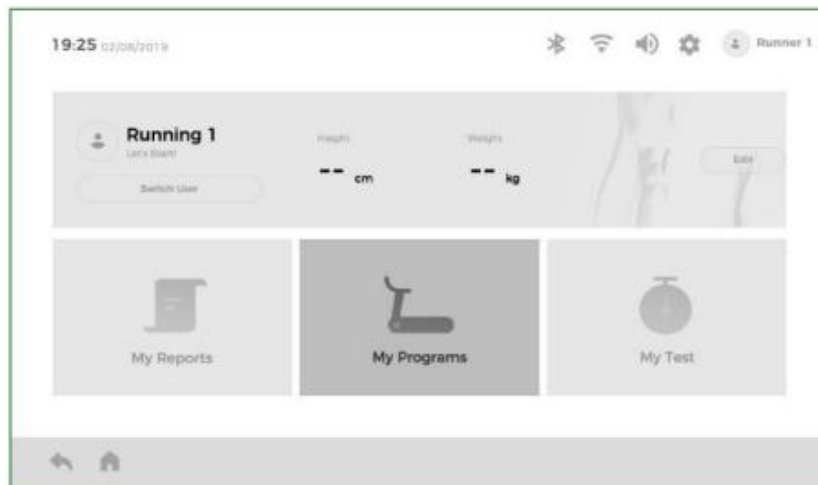 19:25 02/08/2019
Runner 1
Running 1
Let's Start!
Height
Weight
-- cm
-- kg
Edit
Switch User
My Reports
My Programs
My Test